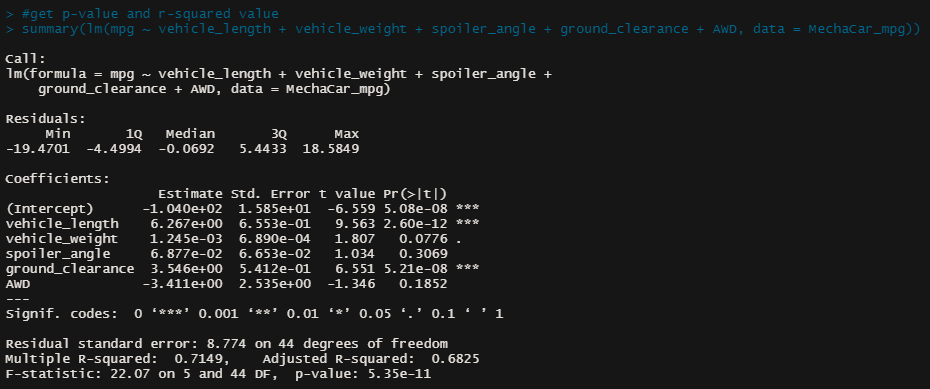 > #get p-value and r-squared value
> summary(lm(mpg ~ vehicle_length + vehicle_weight + spoiler_angle + ground_clearance + AWD, data = MechaCar_mpg))
Call:
lm(formula = mpg ~ vehicle_length + vehicle_weight + spoiler_angle +
    ground_clearance + AWD, data = MechaCar_mpg)
Residuals:
     Min       1Q   Median       3Q      Max
-19.4701  -4.4994  -0.0692   5.4433  18.5849
Coefficients:
                   Estimate Std. Error t value Pr(>|t|)
(Intercept)      -1.040e+02  1.585e+01  -6.559 5.08e-08 ***
vehicle_length    6.267e+00  6.553e-01   9.563 2.60e-12 ***
vehicle_weight    1.245e-03  6.890e-04   1.807   0.0776 .
spoiler_angle     6.877e-02  6.653e-02   1.034   0.3069
ground_clearance  3.546e+00  5.412e-01   6.551 5.21e-08 ***
AWD              -3.411e+00  2.535e+00  -1.346   0.1852
---
Signif. codes:  0 ‘***’ 0.001 ‘**’ 0.01 ‘*’ 0.05 ‘.’ 0.1 ‘ ’ 1
Residual standard error: 8.774 on 44 degrees of freedom
Multiple R-squared:  0.7149,    Adjusted R-squared:  0.6825
F-statistic: 22.07 on 5 and 44 DF,  p-value: 5.35e-11